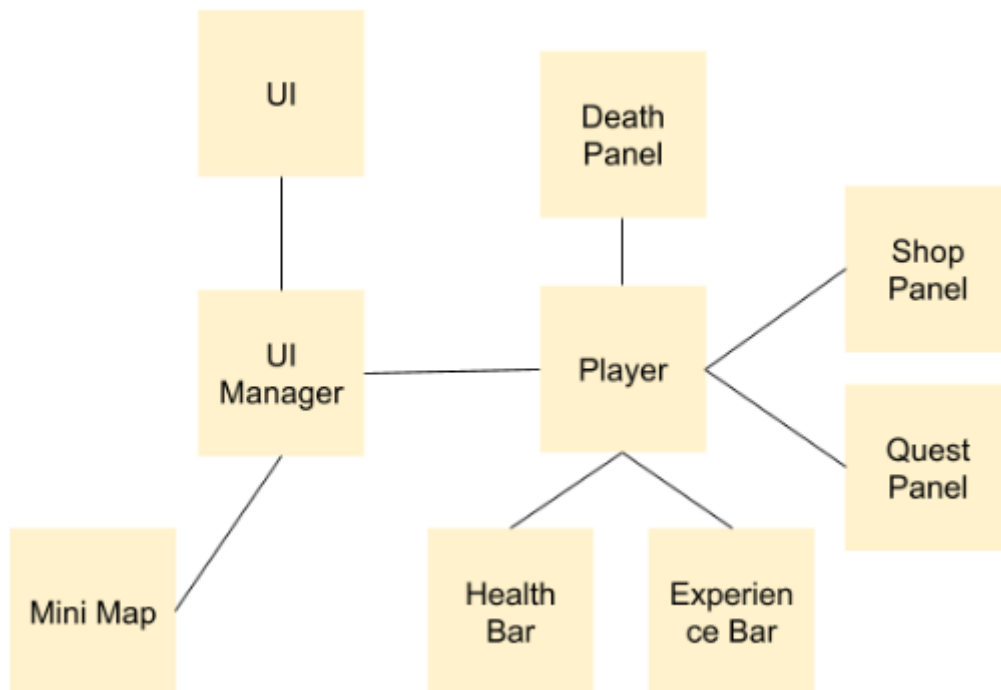 UI
Death
Panel
Shop
Panel
UI
Manager
Player
Quest
Panel
Mini Map
Health
Bar
Experien
ce Bar